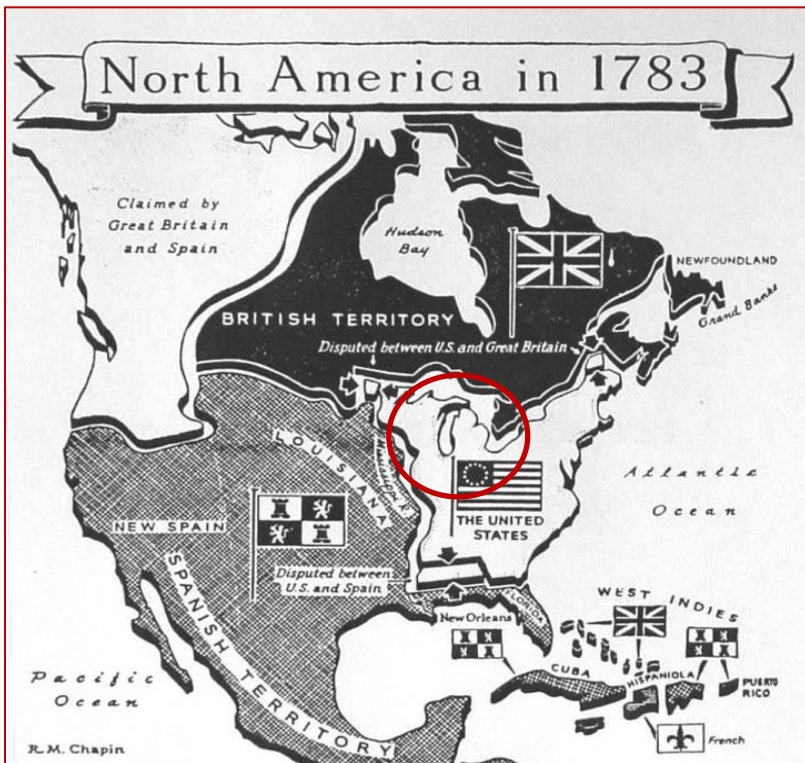 North America in 1783
Claimed by
Great Britain
and Spain
Hudson
Bay
NEWFOUNDLAND
Grand Banks
BRITISH TERRITORY
Disputed between U.S. and Great Britain
LOUISIANA
Mississippi R.
Atlantic
Ocean
NEW SPAIN
THE UNITED
STATES
SPANISH TERRITORY
Disputed between
U.S. and Spain
FLORIDA
WEST INDIES
New Orleans
CUBA
HISPANIOLA
PUERTO
RICO
Pacific
Ocean
French
R.M. Chapin